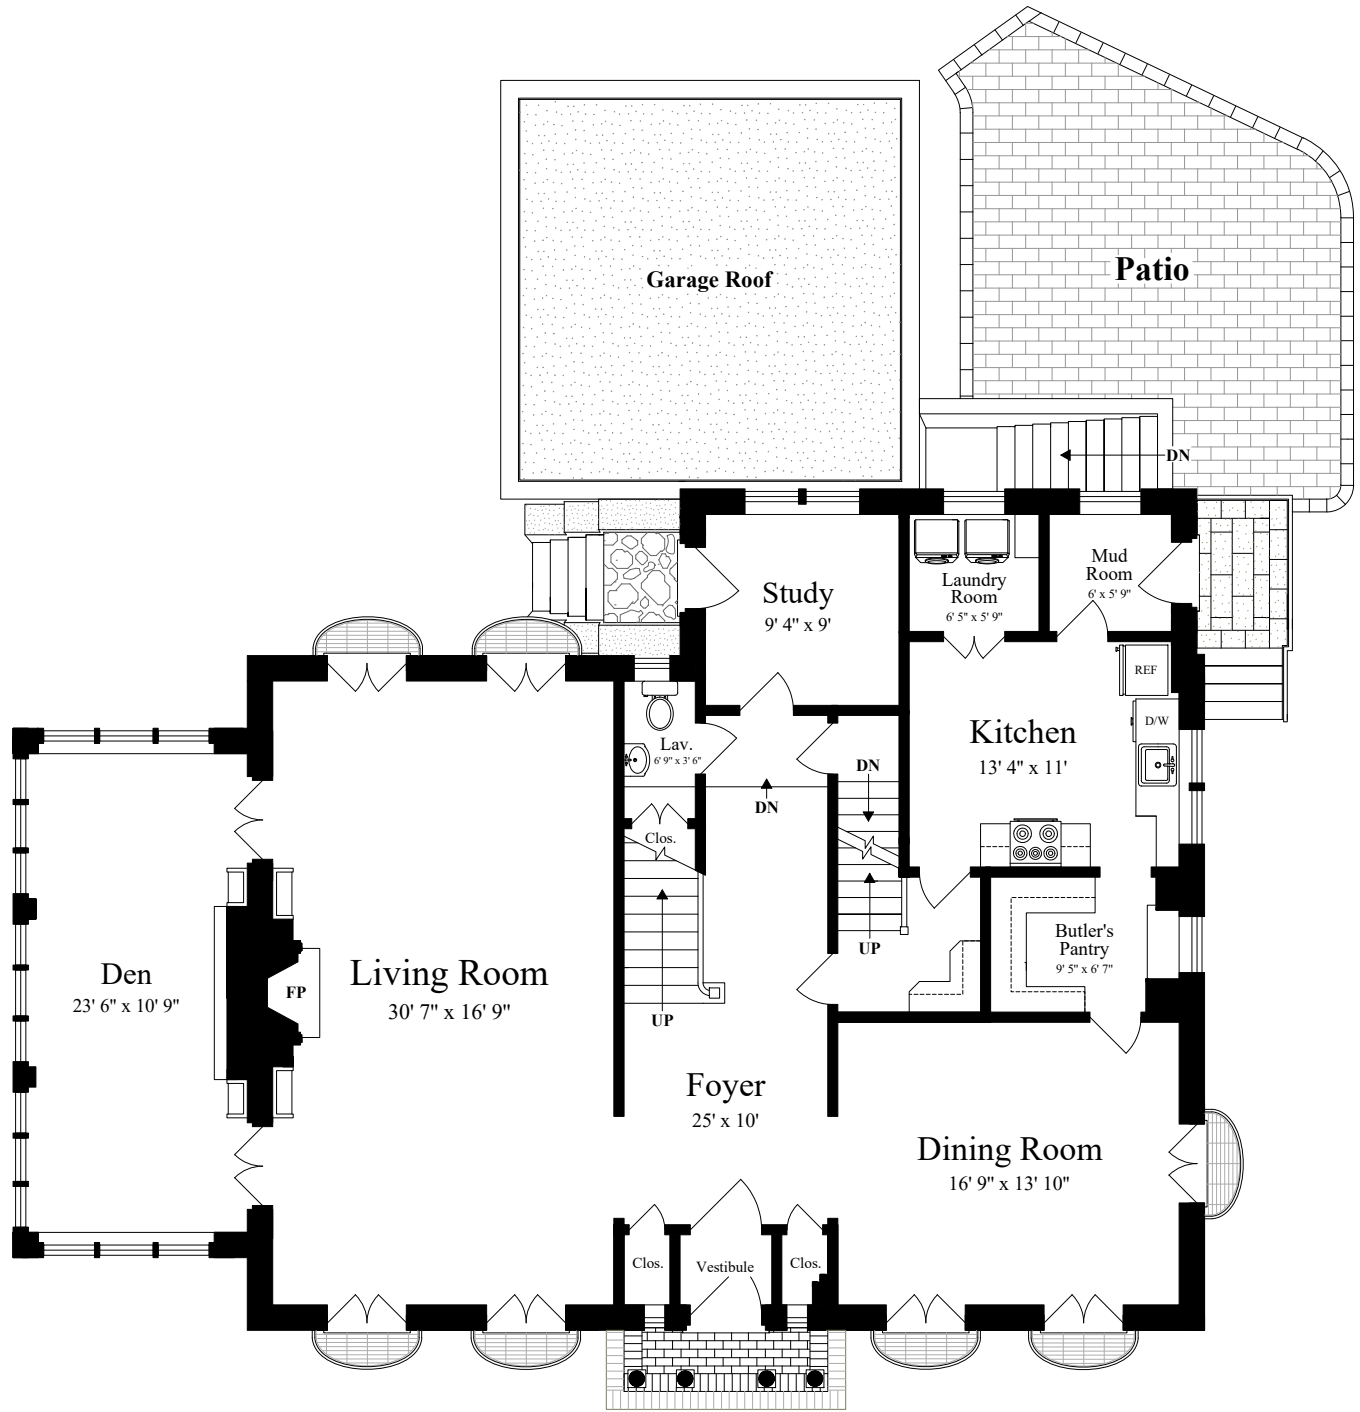 Garage Roof
Patio
DN
Mud
Room
6' x 5' 9"
Laundry
Room
6' 5" x 5' 9"
Study
9' 4" x 9'
REF
D/W
Kitchen
13' 4" x 11'
Lav.
6' 9" x 3' 6"
DN
DN
Clos.
Butler's
Pantry
9' 5" x 6' 7"
UP
Den
23' 6" x 10' 9"
FP
Living Room
30' 7" x 16' 9"
UP
Foyer
25' x 10'
Dining Room
16' 9" x 13' 10"
Clos.
Vestibule
Clos.